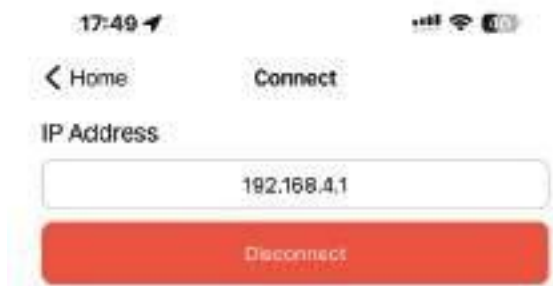 17:49
Home
Connect
IP Address
192.168.4.1
Disconnect